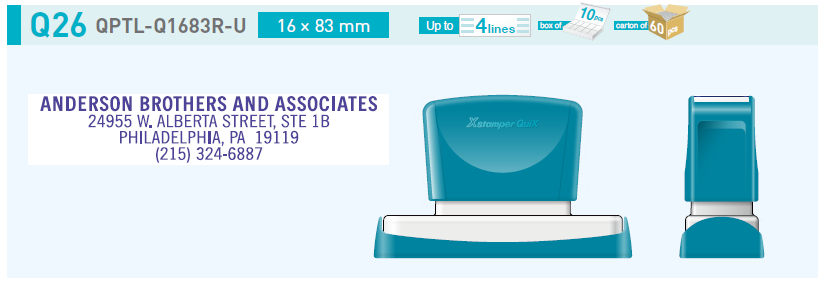 Q26 QPTL-Q1683R-U 16 × 83 mm Up to 4 lines box of 10 pcs carton of 60 pcs
ANDERSON BROTHERS AND ASSOCIATES
24955 W. ALBERTA STREET, STE 1B
PHILADELPHIA, PA 19119
(215) 324-6887
Xstamper QuiX